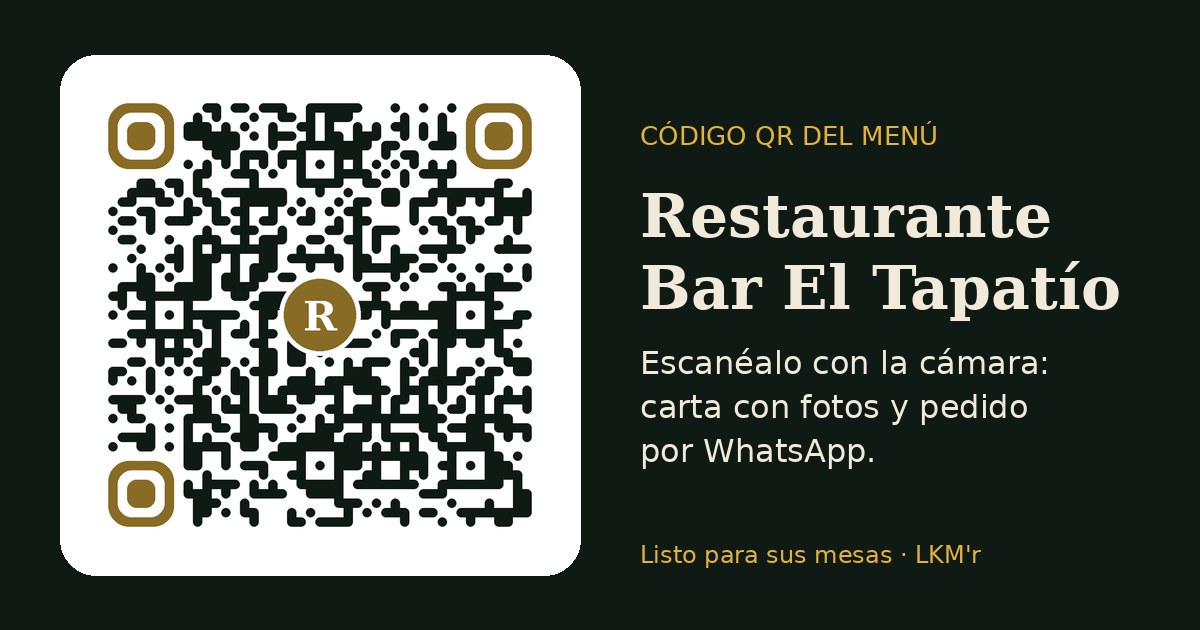 R
CÓDIGO QR DEL MENÚ
Restaurante
Bar El Tapatío
Escanéalo con la cámara:
carta con fotos y pedido
por WhatsApp.
Listo para sus mesas · LKM'r